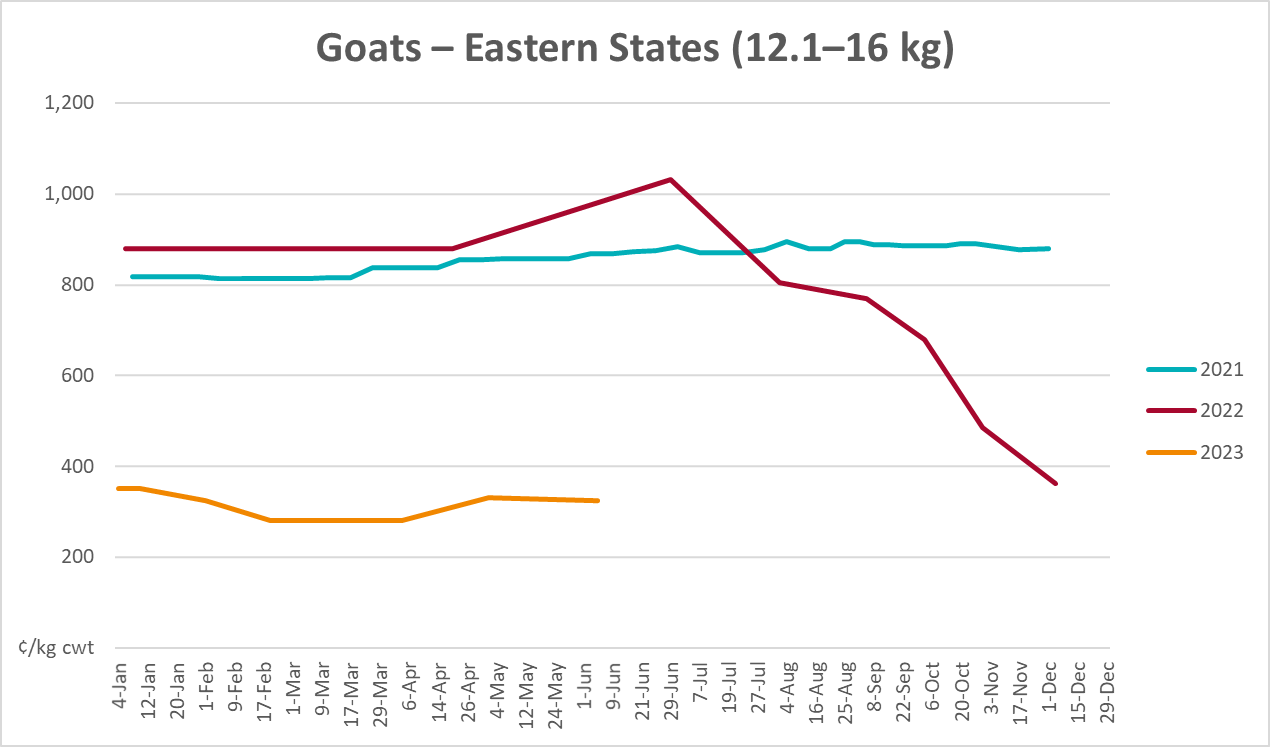 Goats – Eastern States (12.1–16 kg)
1,200
1,000
800
600
400
200
¢/kg cwt
4-Jan
12-Jan
20-Jan
1-Feb
9-Feb
17-Feb
1-Mar
9-Mar
17-Mar
29-Mar
6-Apr
14-Apr
26-Apr
4-May
12-May
24-May
1-Jun
9-Jun
21-Jun
29-Jun
7-Jul
19-Jul
27-Jul
4-Aug
16-Aug
25-Aug
8-Sep
22-Sep
6-Oct
20-Oct
3-Nov
17-Nov
1-Dec
15-Dec
29-Dec
2021
2022
2023